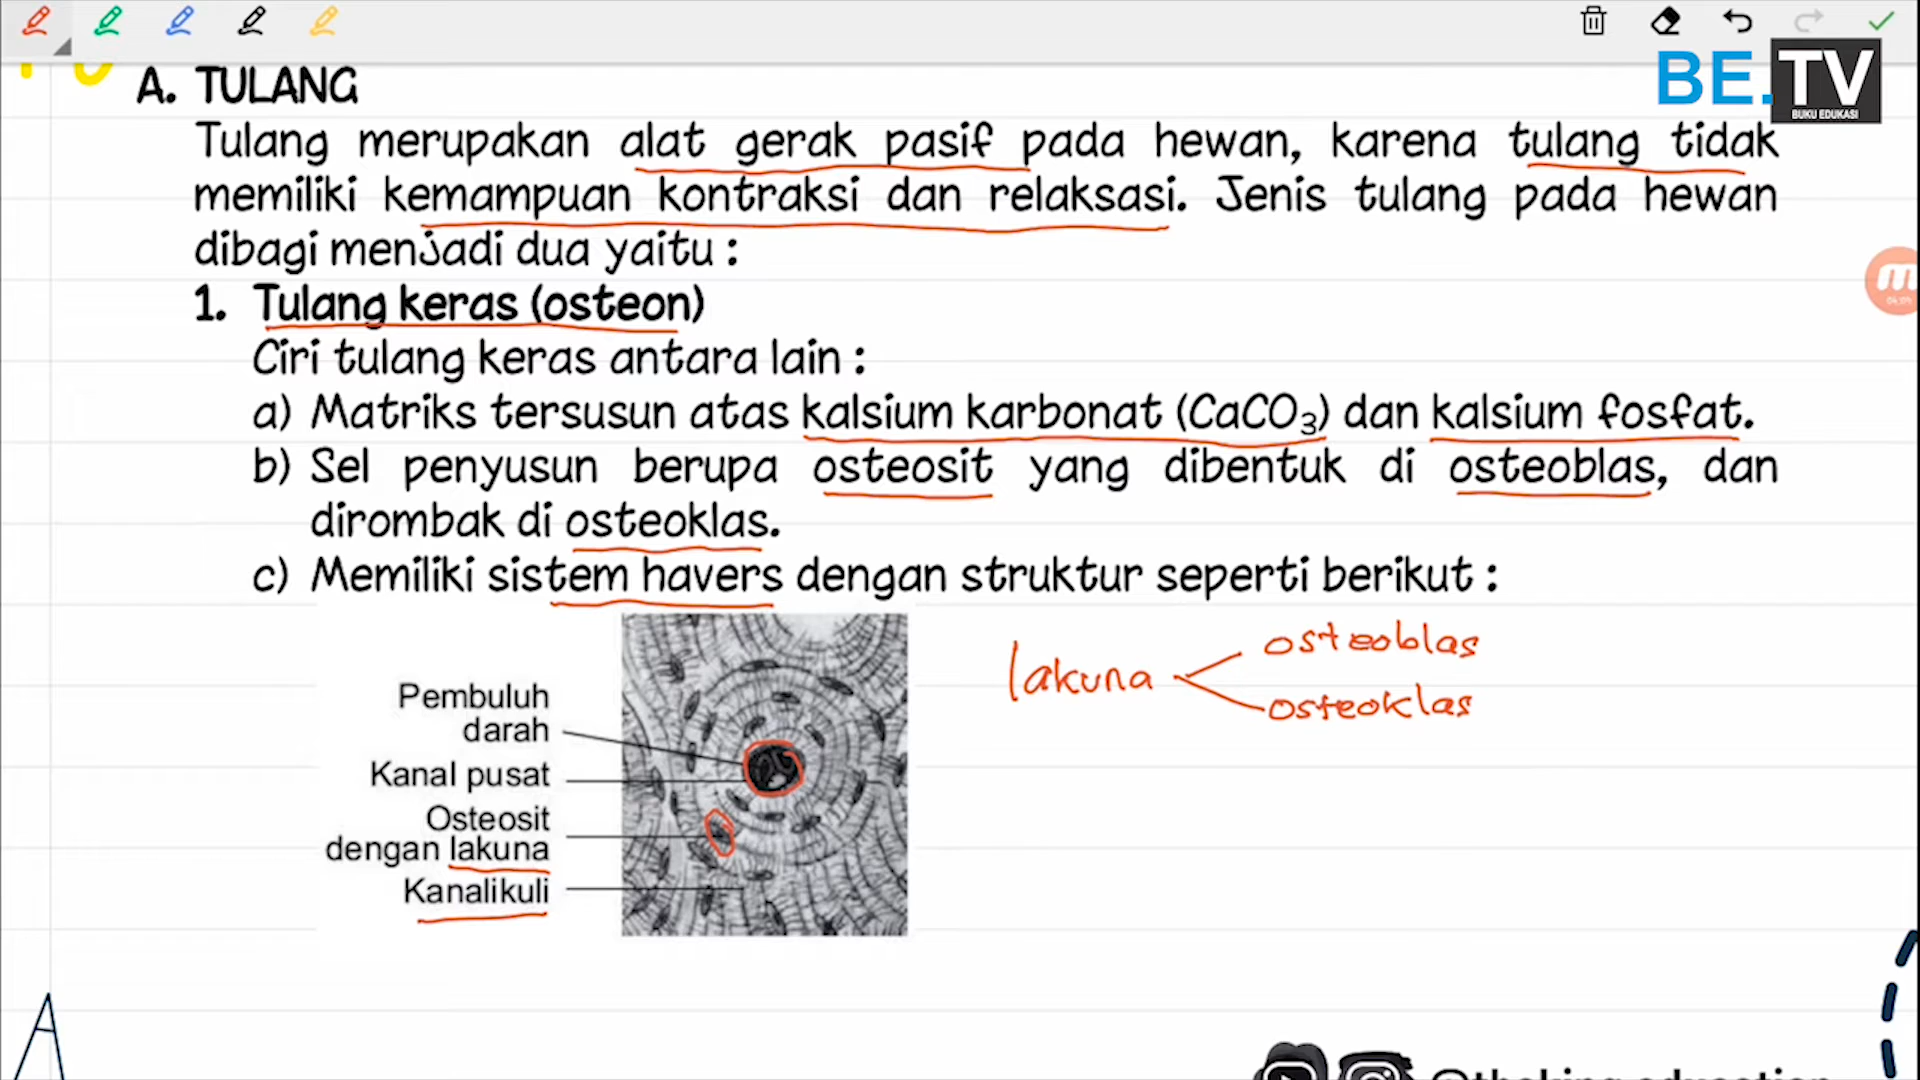 BE.TV
BUKU EDUKASI
A. TULANG
Tulang merupakan alat gerak pasif pada hewan, karena tulang tidak
memiliki kemampuan kontraksi dan relaksasi. Jenis tulang pada hewan
dibagi menjadi dua yaitu :
1. Tulang keras (osteon)
Ciri tulang keras antara lain :
a) Matriks tersusun atas kalsium karbonat (CaCO₃) dan kalsium fosfat.
b) Sel penyusun berupa osteosit yang dibentuk di osteoblas, dan
dirombak di osteoklas.
c) Memiliki sistem havers dengan struktur seperti berikut :
Pembuluh
darah
Kanal pusat
Osteosit
dengan lakuna
Kanalikuli
lakuna
osteoblas
osteoklas
A